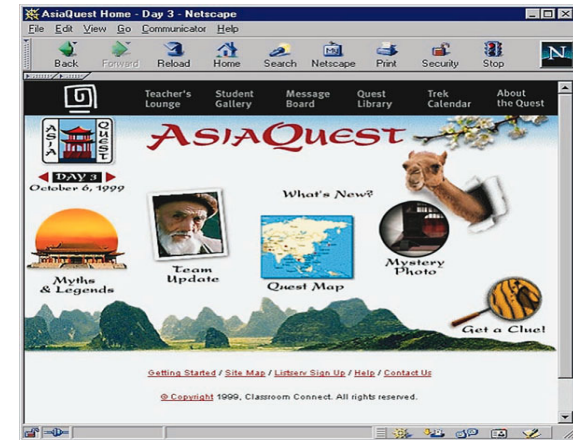 AsiaQuest Home - Day 3 - Netscape
File Edit View Go Communicator Help
Back Forward Reload Home Search Netscape Print Security Stop
N
Teacher's Lounge
Student Gallery
Message Board
Quest Library
Trek Calendar
About the Quest
ASIA QUEST
ASIAQUEST
DAY 3
October 6, 1999
What's New?
Myths & Legends
Team Update
Quest Map
Mystery Photo
Get a Clue!
Getting Started / Site Map / Listserv Sign Up / Help / Contact Us
© Copyright 1999, Classroom Connect. All rights reserved.